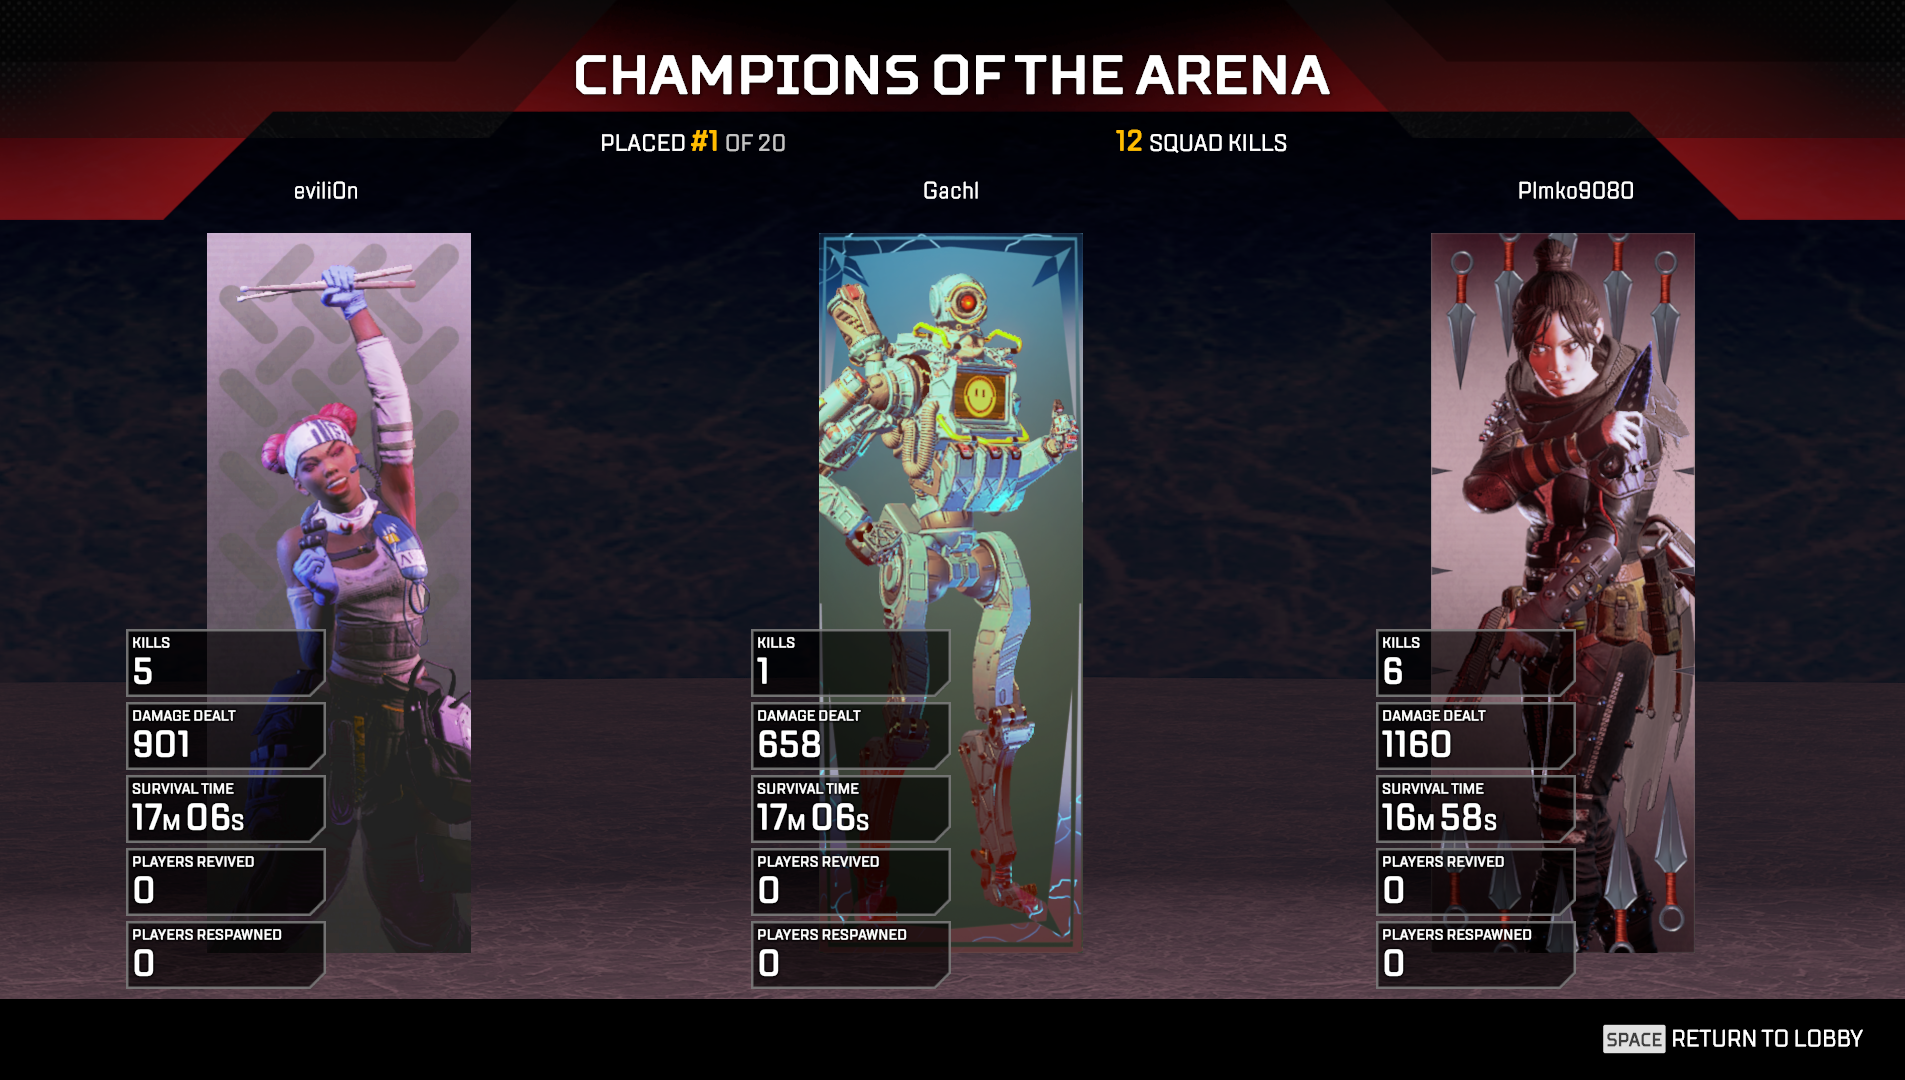 CHAMPIONS OF THE ARENA
PLACED #1 OF 20
12 SQUAD KILLS
evili0n
Gachl
Plmko9080
KILLS
5
DAMAGE DEALT
901
SURVIVAL TIME
17M 06S
PLAYERS REVIVED
0
PLAYERS RESPAWNED
0
KILLS
1
DAMAGE DEALT
658
SURVIVAL TIME
17M 06S
PLAYERS REVIVED
0
PLAYERS RESPAWNED
0
KILLS
6
DAMAGE DEALT
1160
SURVIVAL TIME
16M 58S
PLAYERS REVIVED
0
PLAYERS RESPAWNED
0
SPACE RETURN TO LOBBY